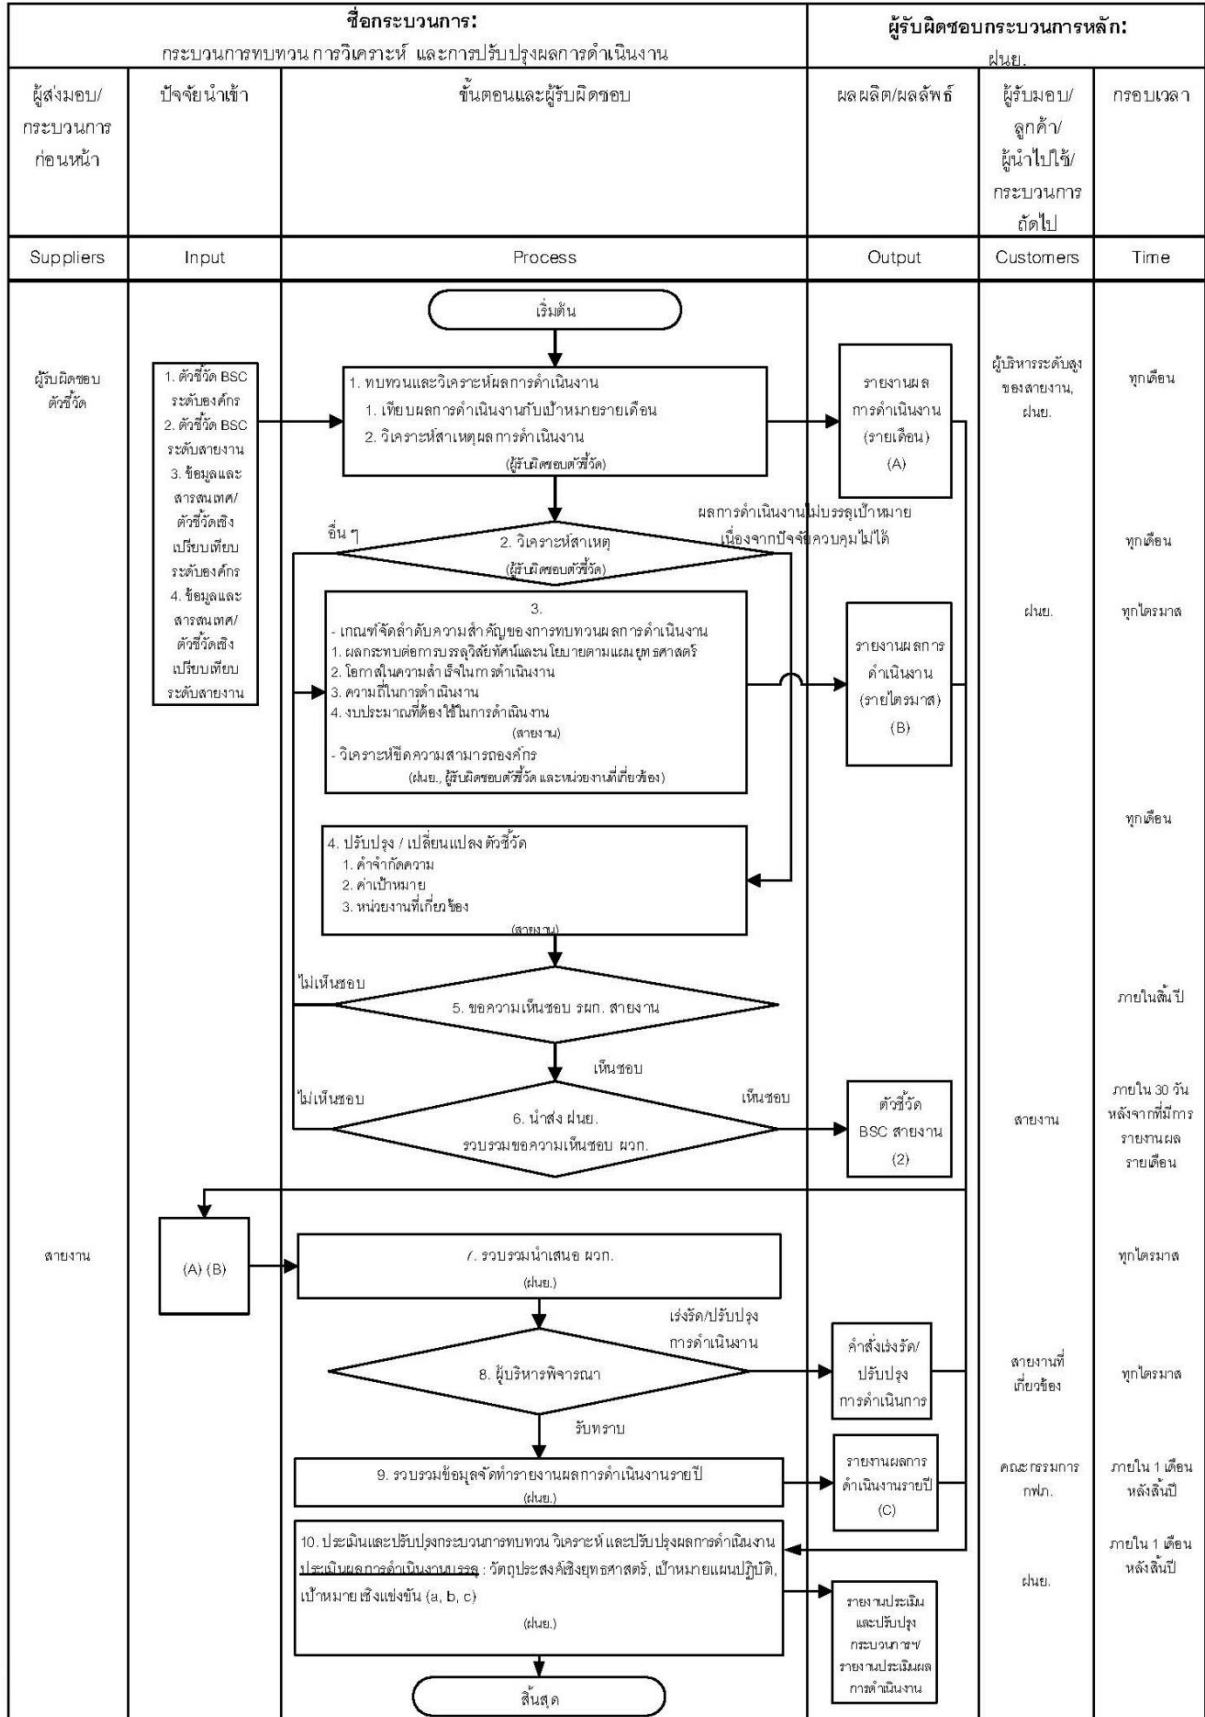 ชื่อกระบวนการ:
กระบวนการทบทวน การวิเคราะห์ และการปรับปรุงผลการดำเนินงาน
ผู้รับผิดชอบกระบวนการหลัก:
ฝนย.
ผู้ส่งมอบ/
กระบวนการ
ก่อนหน้า
ปัจจัยนำเข้า
ขั้นตอนและผู้รับผิดชอบ
ผลผลิต/ผลลัพธ์
ผู้รับมอบ/
ลูกค้า/
ผู้นำไปใช้/
กระบวนการ
ถัดไป
กรอบเวลา
Suppliers
Input
Process
Output
Customers
Time
เริ่มต้น
ผู้รับผิดชอบ
ตัวชี้วัด
1. ตัวชี้วัด BSC
ระดับองค์กร
2. ตัวชี้วัด BSC
ระดับสายงาน
3. ข้อมูลและ
สารสนเทศ/
ตัวชี้วัดเชิง
เปรียบเทียบ
ระดับองค์กร
4. ข้อมูลและ
สารสนเทศ/
ตัวชี้วัดเชิง
เปรียบเทียบ
ระดับสายงาน
1. ทบทวนและวิเคราะห์ผลการดำเนินงาน
1. เทียบผลการดำเนินงานกับเป้าหมายรายเดือน
2. วิเคราะห์สาเหตุผลการดำเนินงาน
(ผู้รับผิดชอบตัวชี้วัด)
รายงานผล
การดำเนินงาน
(รายเดือน)
(A)
ผู้บริหารระดับสูง
ของสายงาน,
ฝนย.
ทุกเดือน
อื่น ๆ
2. วิเคราะห์สาเหตุ
(ผู้รับผิดชอบตัวชี้วัด)
ผลการดำเนินงานไม่บรรลุเป้าหมาย
เนื่องจากปัจจัยควบคุมไม่ได้
ทุกเดือน
3.
- เกณฑ์จัดลำดับความสำคัญของการทบทวนผลการดำเนินงาน
1. ผลกระทบต่อการบรรลุวิสัยทัศน์และนโยบายตามแผนยุทธศาสตร์
2. โอกาสในความสำเร็จในการดำเนินงาน
3. ความถี่ในการดำเนินงาน
4. งบประมาณที่ต้องใช้ในการดำเนินงาน
(สายงาน)
- วิเคราะห์ขีดความสามารถองค์กร
(ฝนย., ผู้รับผิดชอบตัวชี้วัด และหน่วยงานที่เกี่ยวข้อง)
รายงานผลการ
ดำเนินงาน
(รายไตรมาส)
(B)
ฝนย.
ทุกไตรมาส
4. ปรับปรุง / เปลี่ยนแปลงตัวชี้วัด
1. คำจำกัดความ
2. ค่าเป้าหมาย
3. หน่วยงานที่เกี่ยวข้อง
(สายงาน)
ทุกเดือน
ไม่เห็นชอบ
5. ขอความเห็นชอบ รผก. สายงาน
ภายในสิ้นปี
เห็นชอบ
ไม่เห็นชอบ
6. นำส่ง ฝนย.
รวบรวมขอความเห็นชอบ ผวก.
เห็นชอบ
ตัวชี้วัด
BSC สายงาน
(2)
สายงาน
ภายใน 30 วัน
หลังจากที่มีการ
รายงานผล
รายเดือน
สายงาน
(A) (B)
7. รวบรวมนำเสนอ ผวก.
(ฝนย.)
ทุกไตรมาส
เร่งรัด/ปรับปรุง
การดำเนินงาน
8. ผู้บริหารพิจารณา
คำสั่งเร่งรัด/
ปรับปรุง
การดำเนินการ
สายงานที่
เกี่ยวข้อง
ทุกไตรมาส
รับทราบ
9. รวบรวมข้อมูลจัดทำรายงานผลการดำเนินงานรายปี
(ฝนย.)
รายงานผลการ
ดำเนินงานรายปี
(C)
คณะกรรมการ
กฟภ.
ภายใน 1 เดือน
หลังสิ้นปี
10. ประเมินและปรับปรุงกระบวนการทบทวน วิเคราะห์ และปรับปรุงผลการดำเนินงาน
ประเมินผลการดำเนินงานบรรลุ : วัตถุประสงค์เชิงยุทธศาสตร์, เป้าหมายแผนปฏิบัติ,
เป้าหมายเชิงแข่งขัน (a, b, c)
(ฝนย.)
รายงานประเมิน
และปรับปรุง
กระบวนการฯ/
รายงานประเมินผล
การดำเนินงาน
ฝนย.
ภายใน 1 เดือน
หลังสิ้นปี
สิ้นสุด